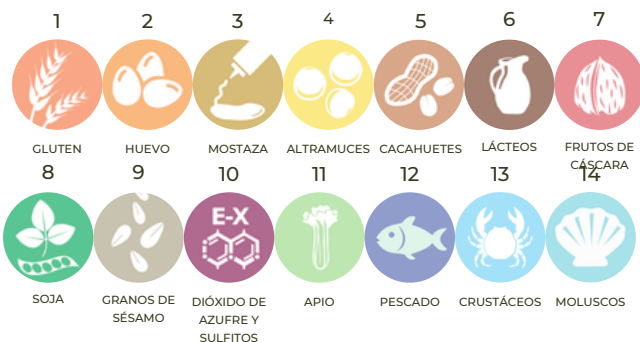 1 2 3 4 5 6 7
GLUTEN HUEVO MOSTAZA ALTRAMUCES CACAHUETES LÁCTEOS FRUTOS DE
CÁSCARA
8 9 10 11 12 13 14
E-X
SOJA GRANOS DE DIÓXIDO DE APIO PESCADO CRUSTÁCEOS MOLUSCOS
SÉSAMO AZUFRE Y
SULFITOS